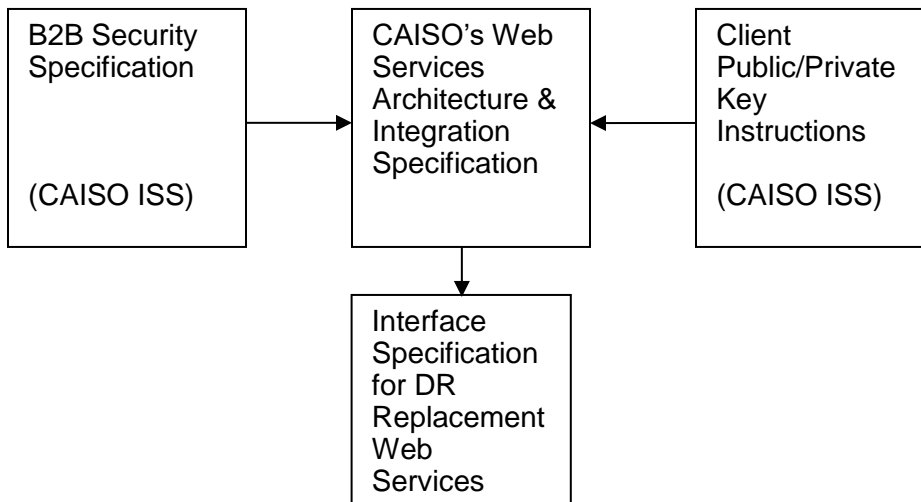 B2B Security
Specification
(CAISO ISS)
CAISO’s Web
Services
Architecture &
Integration
Specification
Client
Public/Private
Key
Instructions
(CAISO ISS)
Interface
Specification
for DR
Replacement
Web
Services